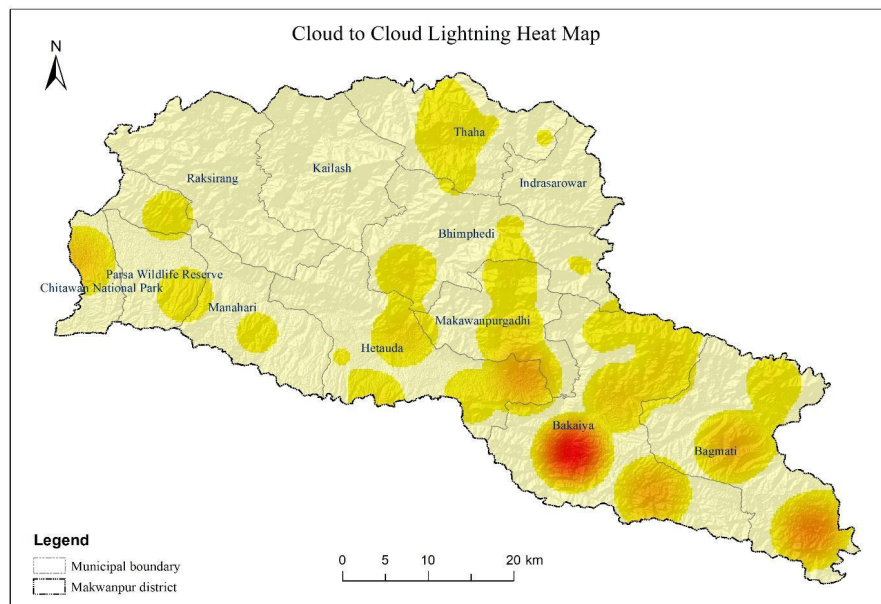 Cloud to Cloud Lightning Heat Map
N
Thaha
Kailash
Raksirang
Indrasarowar
Bhimphedi
Parsa Wildlife Reserve
Chitawan National Park
Manahari
Makawanpurgadhi
Hetauda
Bakaiya
Bagmati
Legend
Municipal boundary
Makwanpur district
0 5 10 20 km